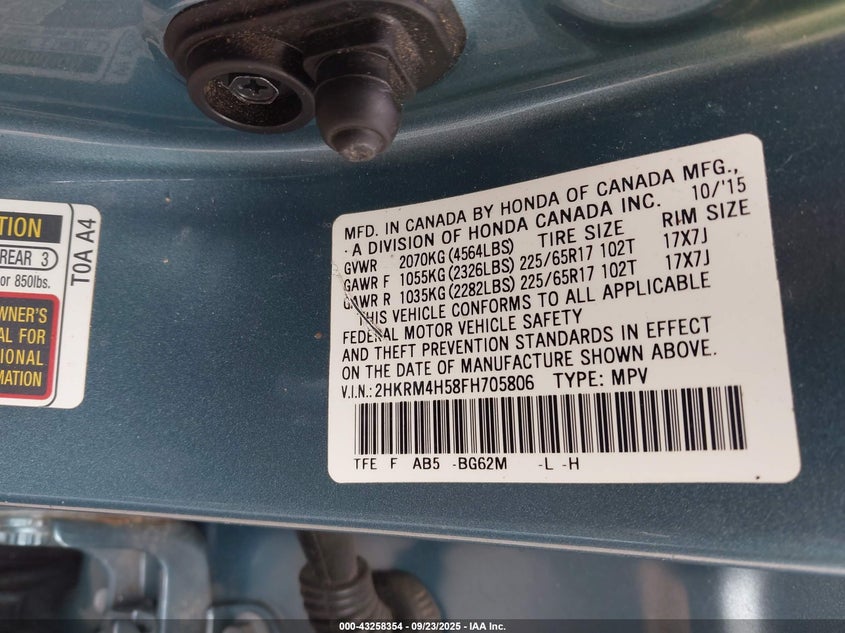 TION
REAR 3
or 850lbs.
WNER'S
AL FOR
IONAL
MATION
T0A A4
MFD. IN CANADA BY HONDA OF CANADA MFG.,
. A DIVISION OF HONDA CANADA INC. 10/'15
GVWR 2070KG (4564LBS) TIRE SIZE RIM SIZE
GAWR F 1055KG (2326LBS) 225/65R17 102T 17X7J
GAWR R 1035KG (2282LBS) 225/65R17 102T 17X7J
THIS VEHICLE CONFORMS TO ALL APPLICABLE
FEDERAL MOTOR VEHICLE SAFETY
AND THEFT PREVENTION STANDARDS IN EFFECT
ON THE DATE OF MANUFACTURE SHOWN ABOVE.
V.I.N.: 2HKRM4H58FH705806 TYPE: MPV
TFE F AB5 -BG62M -L -H
000-43258354 - 09/23/2025 - IAA Inc.